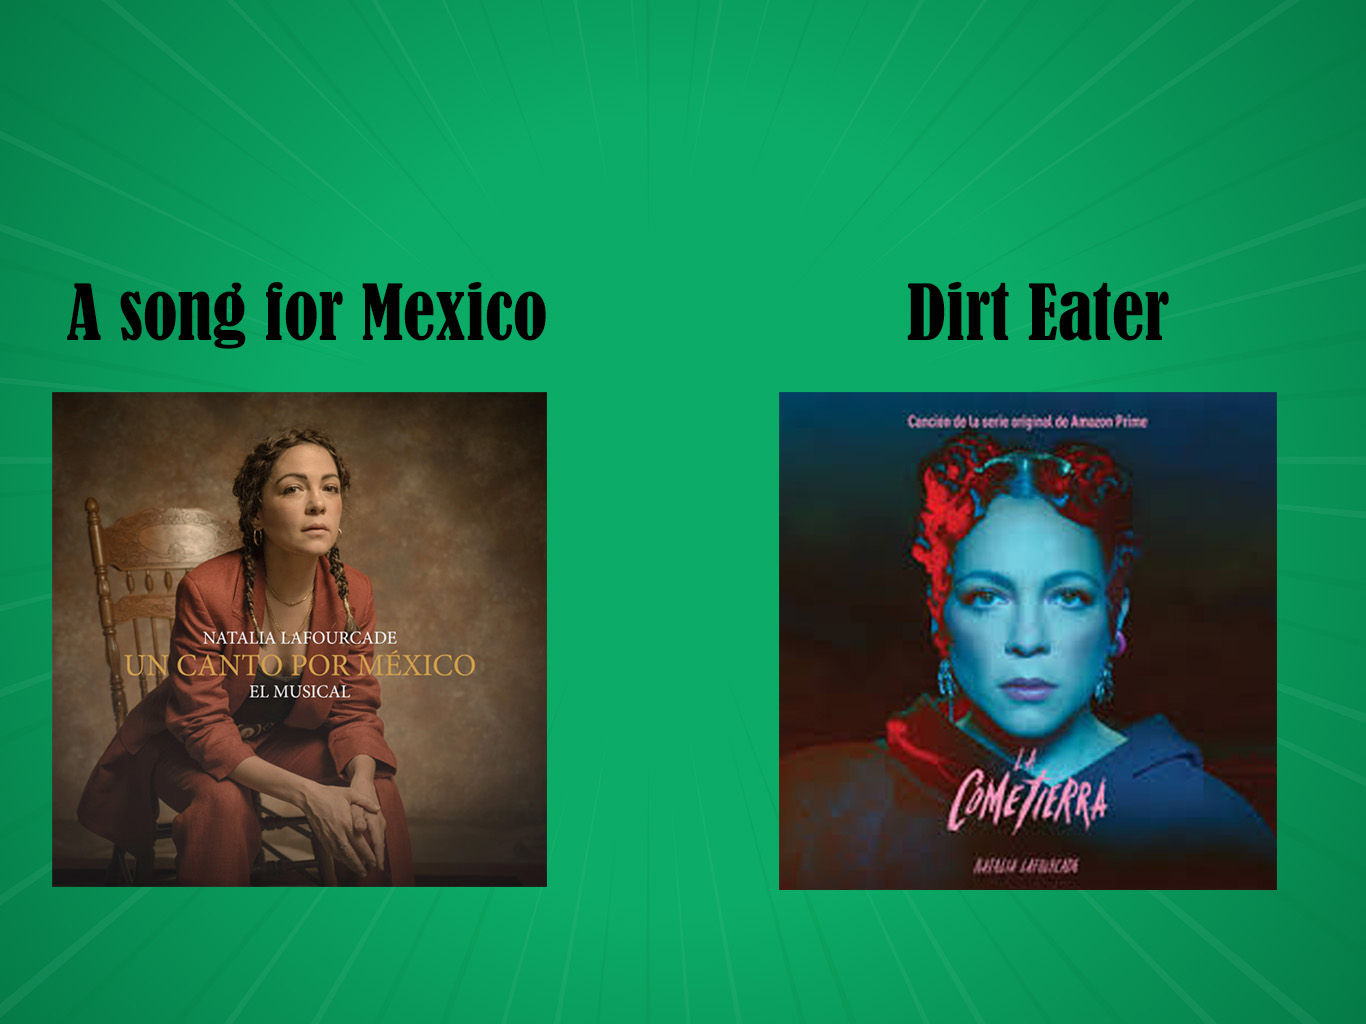 A song for Mexico
Dirt Eater
NATALIA LAFOURCADE
UN CANTO POR MÉXICO
EL MUSICAL
Canción de la serie original de Amazon Prime
LA
COMETIERRA
NATALIA LAFOURCADE